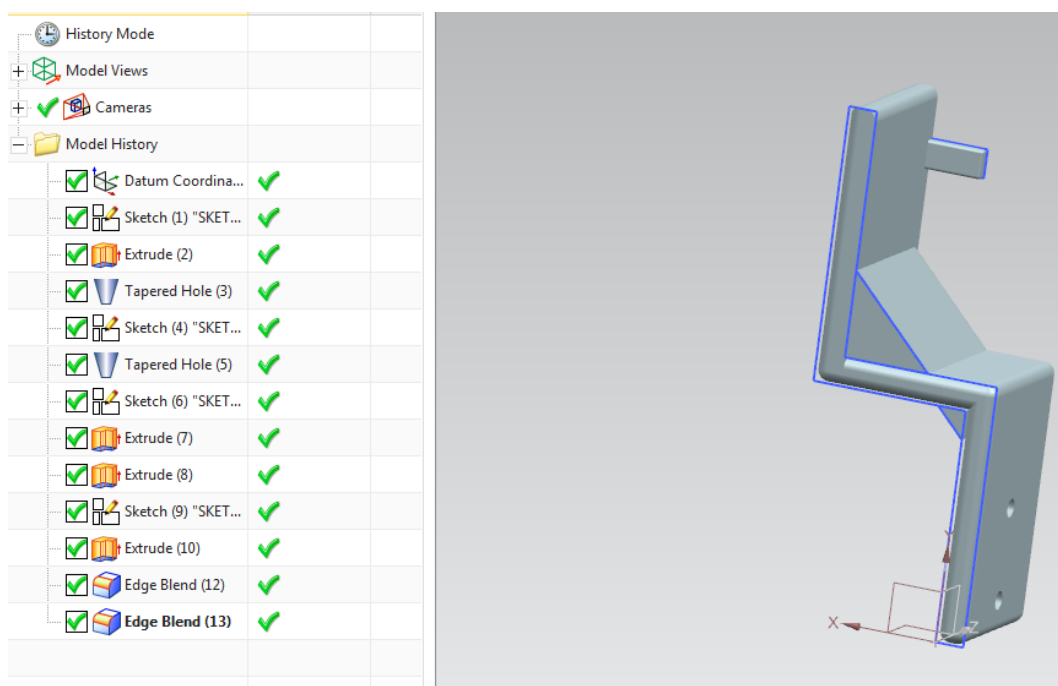 History Mode
Model Views
Cameras
Model History
Datum Coordina...
Sketch (1) "SKET...
Extrude (2)
Tapered Hole (3)
Sketch (4) "SKET...
Tapered Hole (5)
Sketch (6) "SKET...
Extrude (7)
Extrude (8)
Sketch (9) "SKET...
Extrude (10)
Edge Blend (12)
Edge Blend (13)
Y
X
Z